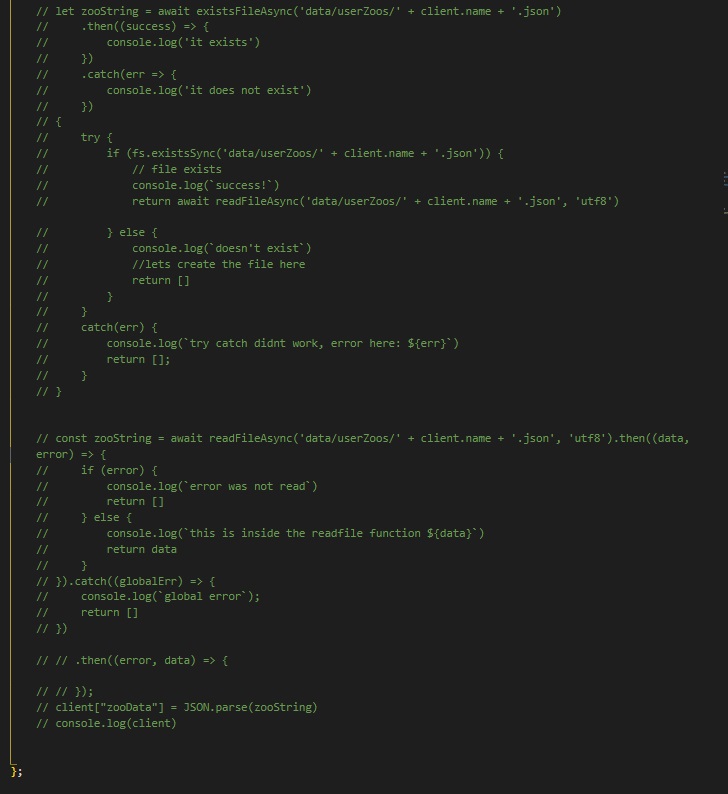 // let zooString = await existsFileAsync('data/userZoos/' + client.name + '.json')
//     .then((success) => {
//         console.log('it exists')
//     })
//     .catch(err => {
//         console.log('it does not exist')
//     })
// {
//     try {
//         if (fs.existsSync('data/userZoos/' + client.name + '.json')) {
//             // file exists
//             console.log(`success!`)
//             return await readFileAsync('data/userZoos/' + client.name + '.json', 'utf8')

//         } else {
//             console.log(`doesn't exist`)
//             //lets create the file here
//             return []
//         }
//     }
//     catch(err) {
//         console.log(`try catch didnt work, error here: ${err}`)
//         return [];
//     }
// }

// const zooString = await readFileAsync('data/userZoos/' + client.name + '.json', 'utf8').then((data,
error) => {
//     if (error) {
//         console.log(`error was not read`)
//         return []
//     } else {
//         console.log(`this is inside the readfile function ${data}`)
//         return data
//     }
// }).catch((globalErr) => {
//     console.log(`global error`);
//     return []
// })

// // .then((error, data) => {

// // });
// client["zooData"] = JSON.parse(zooString)
// console.log(client)

};